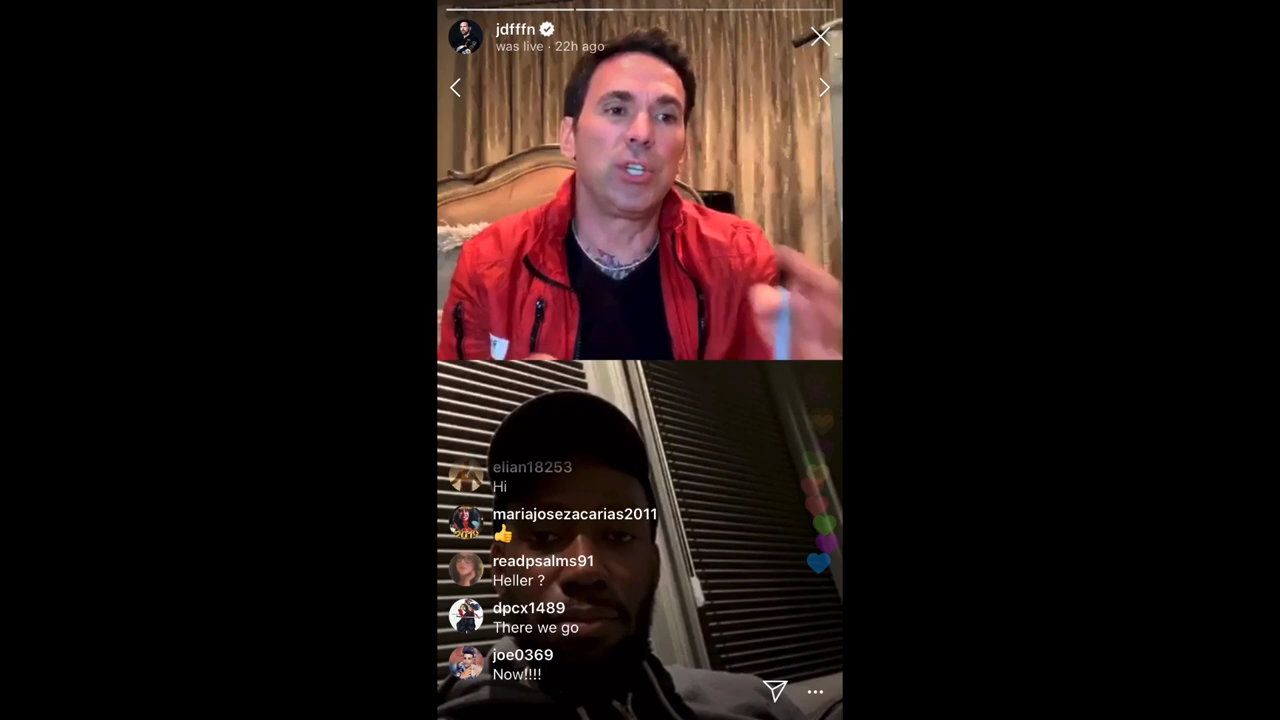 jdfffn
was live · 22h ago
elian18253
Hi
mariajosezacarias2011
👍
readpsalms91
Heller ?
dpcx1489
There we go
joe0369
Now!!!!